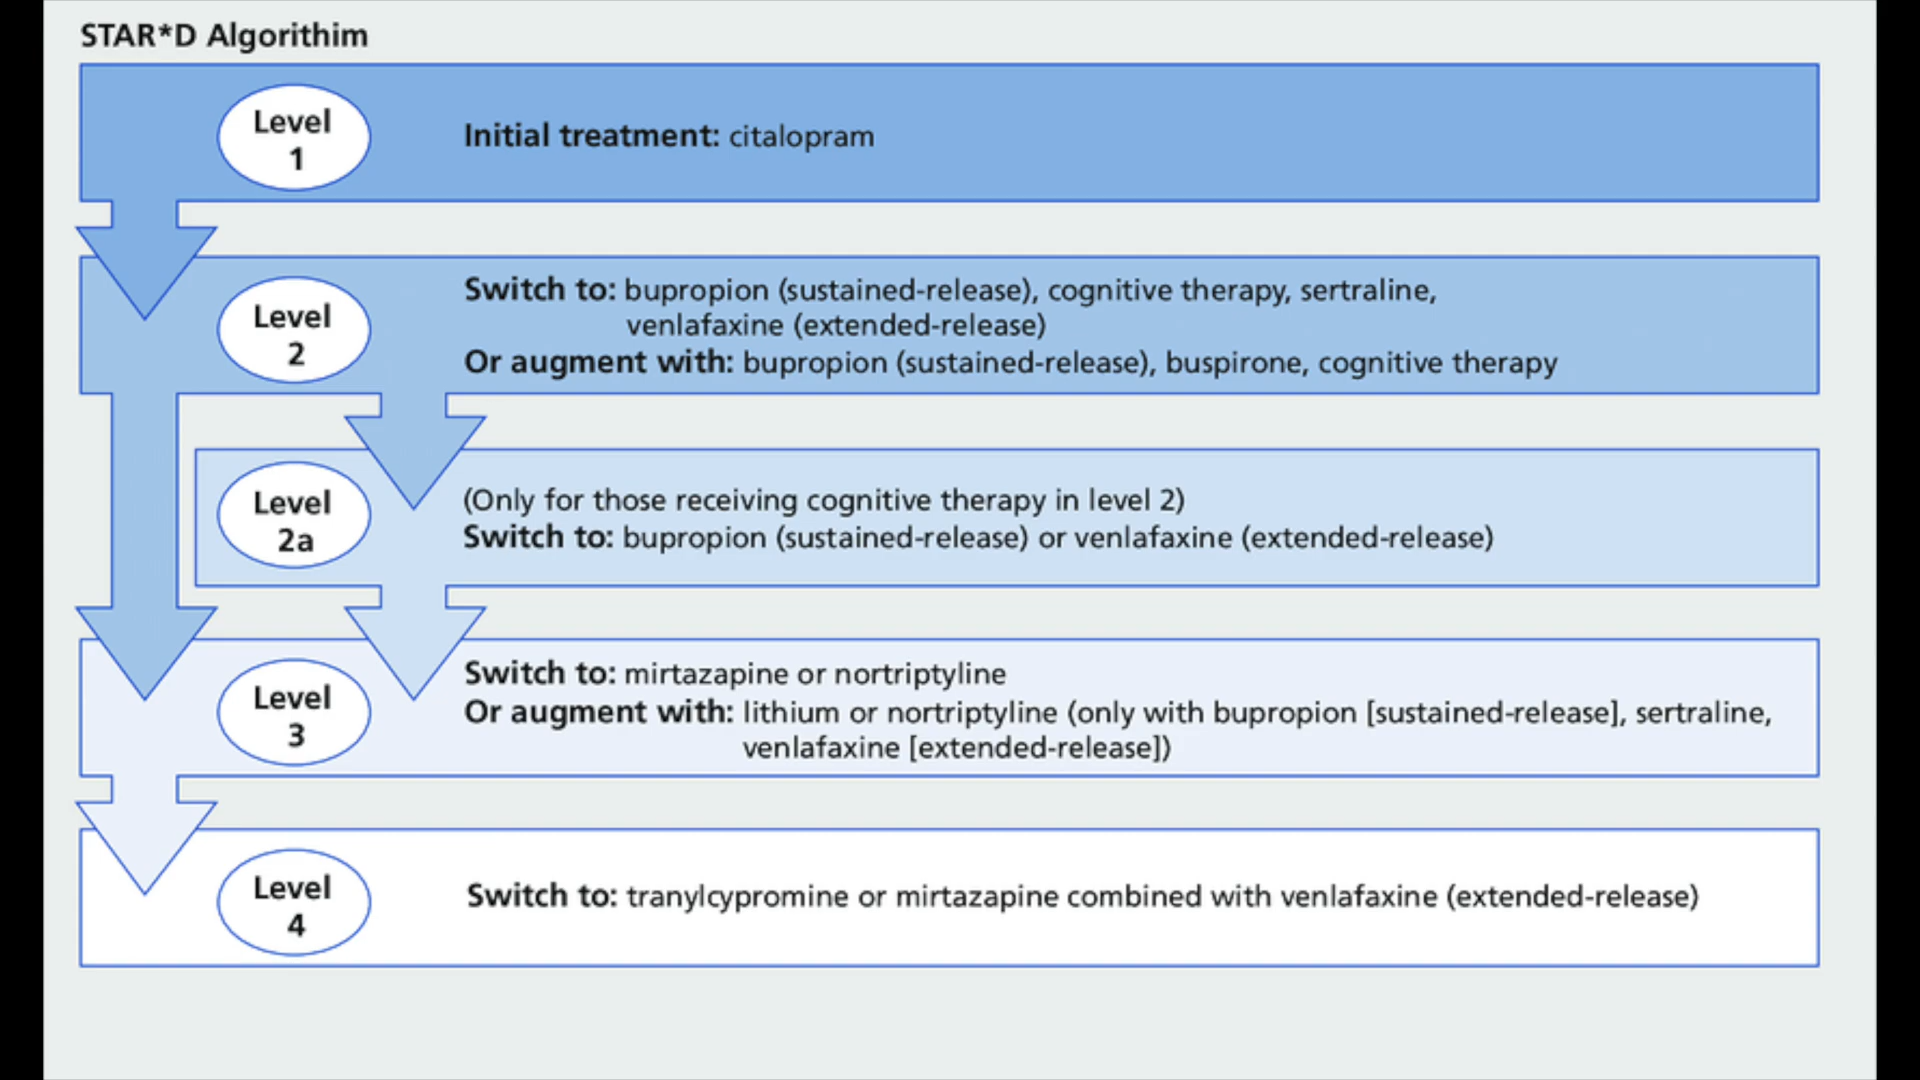 STAR*D Algorithim
Level
1
Initial treatment: citalopram
Level
2
Switch to: bupropion (sustained-release), cognitive therapy, sertraline,
venlafaxine (extended-release)
Or augment with: bupropion (sustained-release), buspirone, cognitive therapy
Level
2a
(Only for those receiving cognitive therapy in level 2)
Switch to: bupropion (sustained-release) or venlafaxine (extended-release)
Level
3
Switch to: mirtazapine or nortriptyline
Or augment with: lithium or nortriptyline (only with bupropion [sustained-release], sertraline,
venlafaxine [extended-release])
Level
4
Switch to: tranylcypromine or mirtazapine combined with venlafaxine (extended-release)